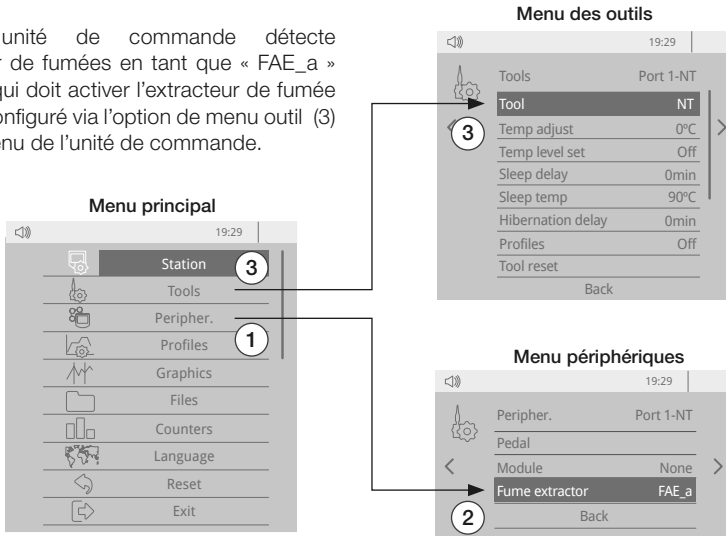 unité de commande détecte
de fumées en tant que « FAE_a »
qui doit activer l’extracteur de fumée
configuré via l’option de menu outil (3)
de l’unité de commande.
Menu principal
19:29
Station
3
Tools
Peripher.
1
Profiles
Graphics
Files
Counters
Language
Reset
Exit
Menu des outils
19:29
Tools Port 1-NT
Tool NT
3
Temp adjust 0ºC
Temp level set Off
Sleep delay 0min
Sleep temp 90ºC
Hibernation delay 0min
Profiles Off
Tool reset
Back
Menu périphériques
19:29
Peripher. Port 1-NT
Pedal
Module None
Fume extractor FAE_a
2
Back